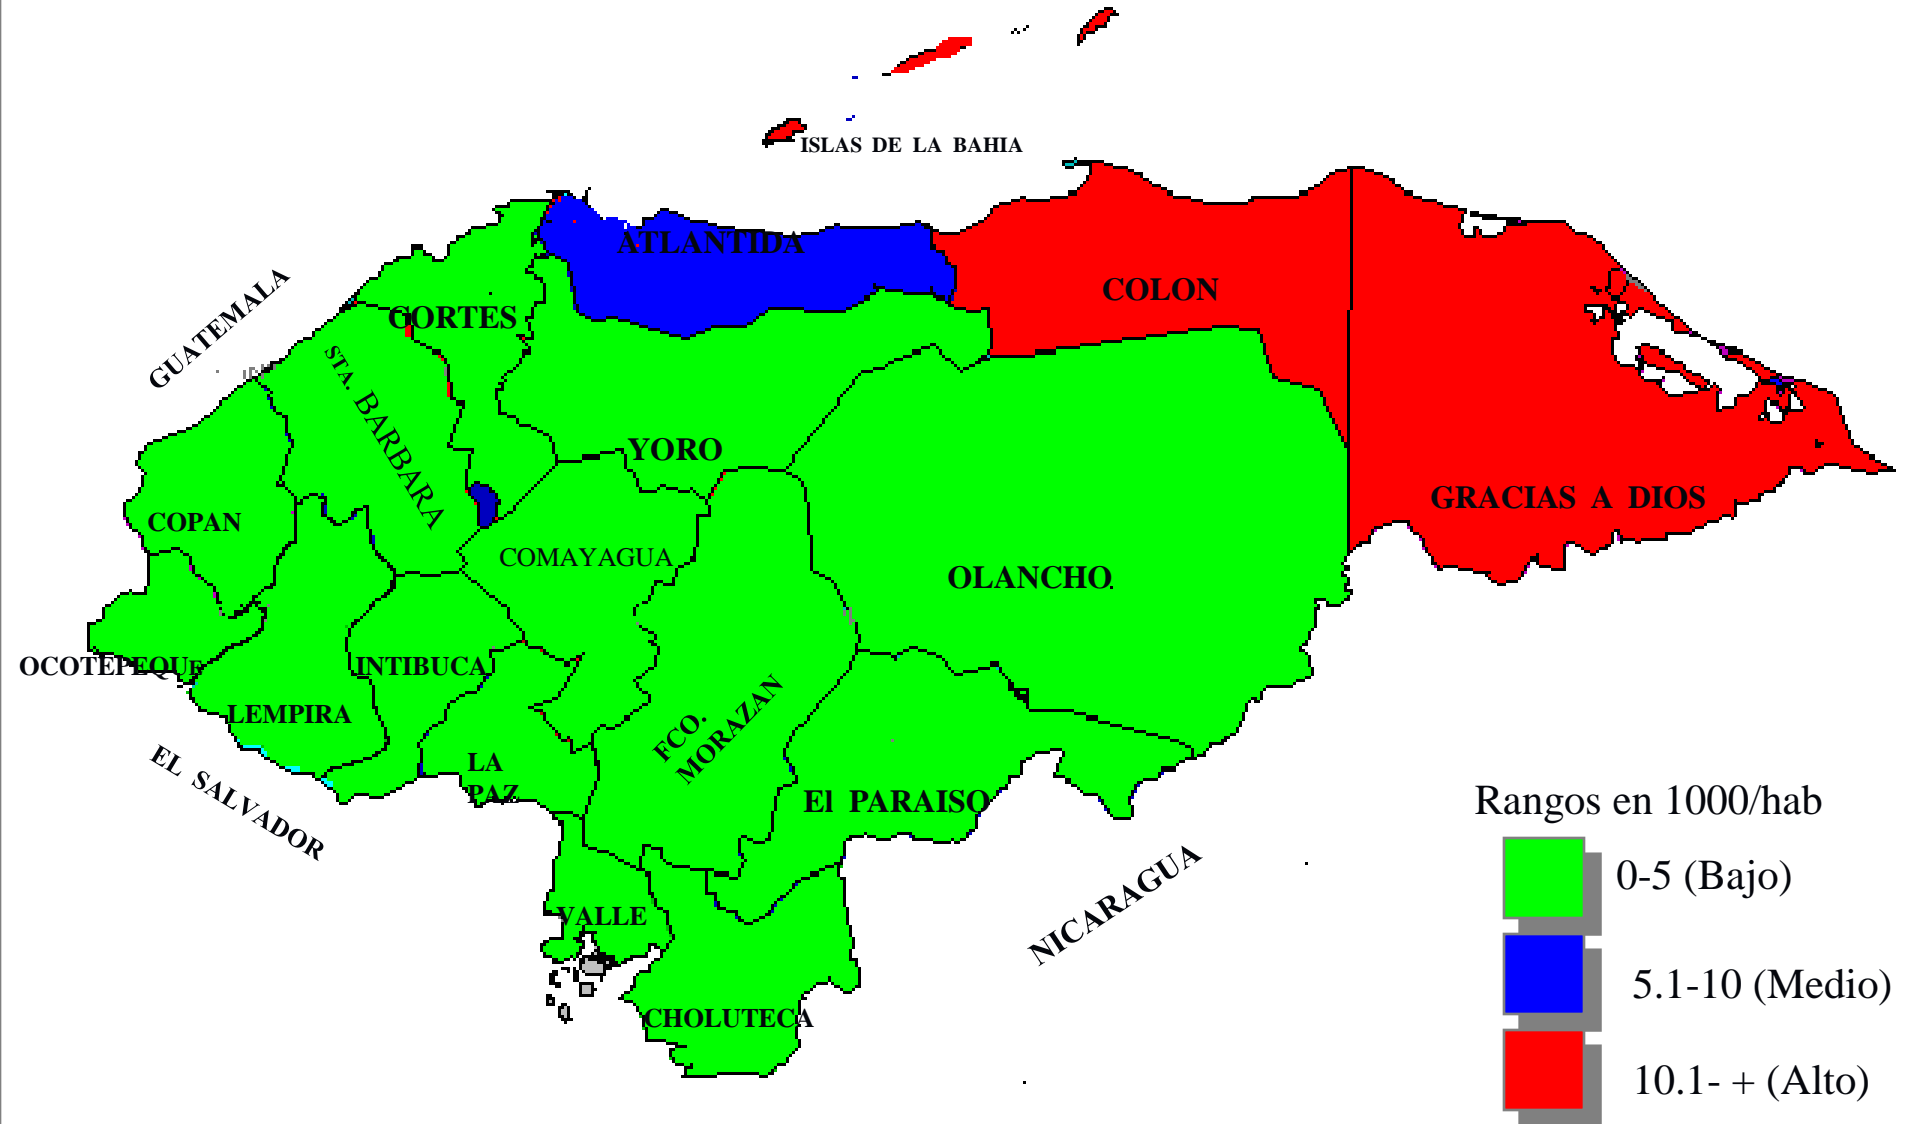 ISLAS DE LA BAHIA
ATLANTIDA
COLON
CORTES
GUATEMALA
STA. BARBARA
YORO
GRACIAS A DIOS
COPAN
COMAYAGUA
OLANCHO
OCOTEPEQUE
INTIBUCA
LEMPIRA
FCO.
MORAZAN
LA
PAZ
EL SALVADOR
El PARAISO
NICARAGUA
VALLE
CHOLUTECA
Rangos en 1000/hab
0-5 (Bajo)
5.1-10 (Medio)
10.1- + (Alto)